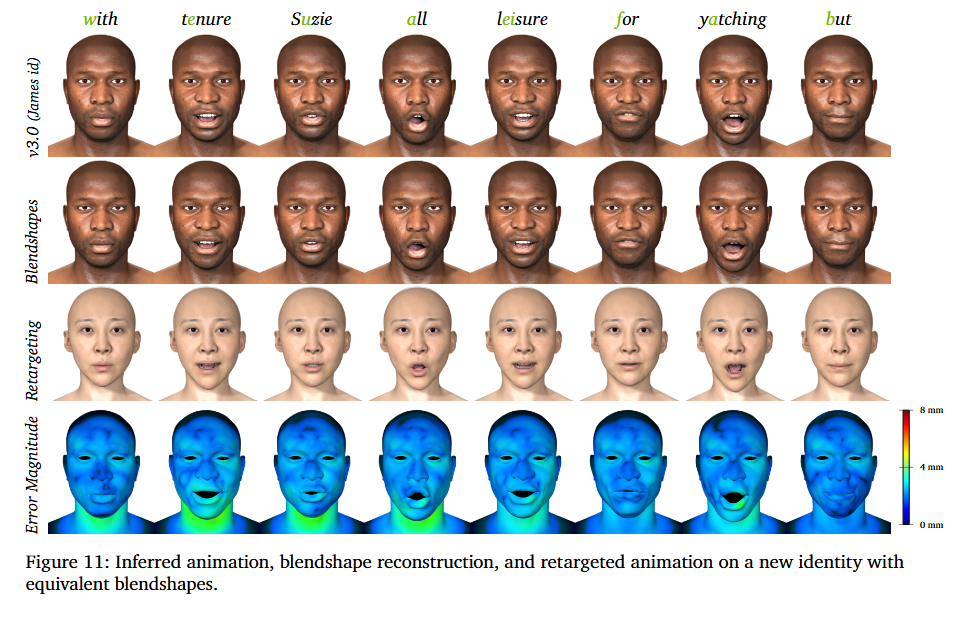 with tenure Suzie all leisure for yatching but
v3.0 (James id)
Blendshapes
Retargeting
Error Magnitude
8 mm
4 mm
0 mm
Figure 11: Inferred animation, blendshape reconstruction, and retargeted animation on a new identity with
equivalent blendshapes.